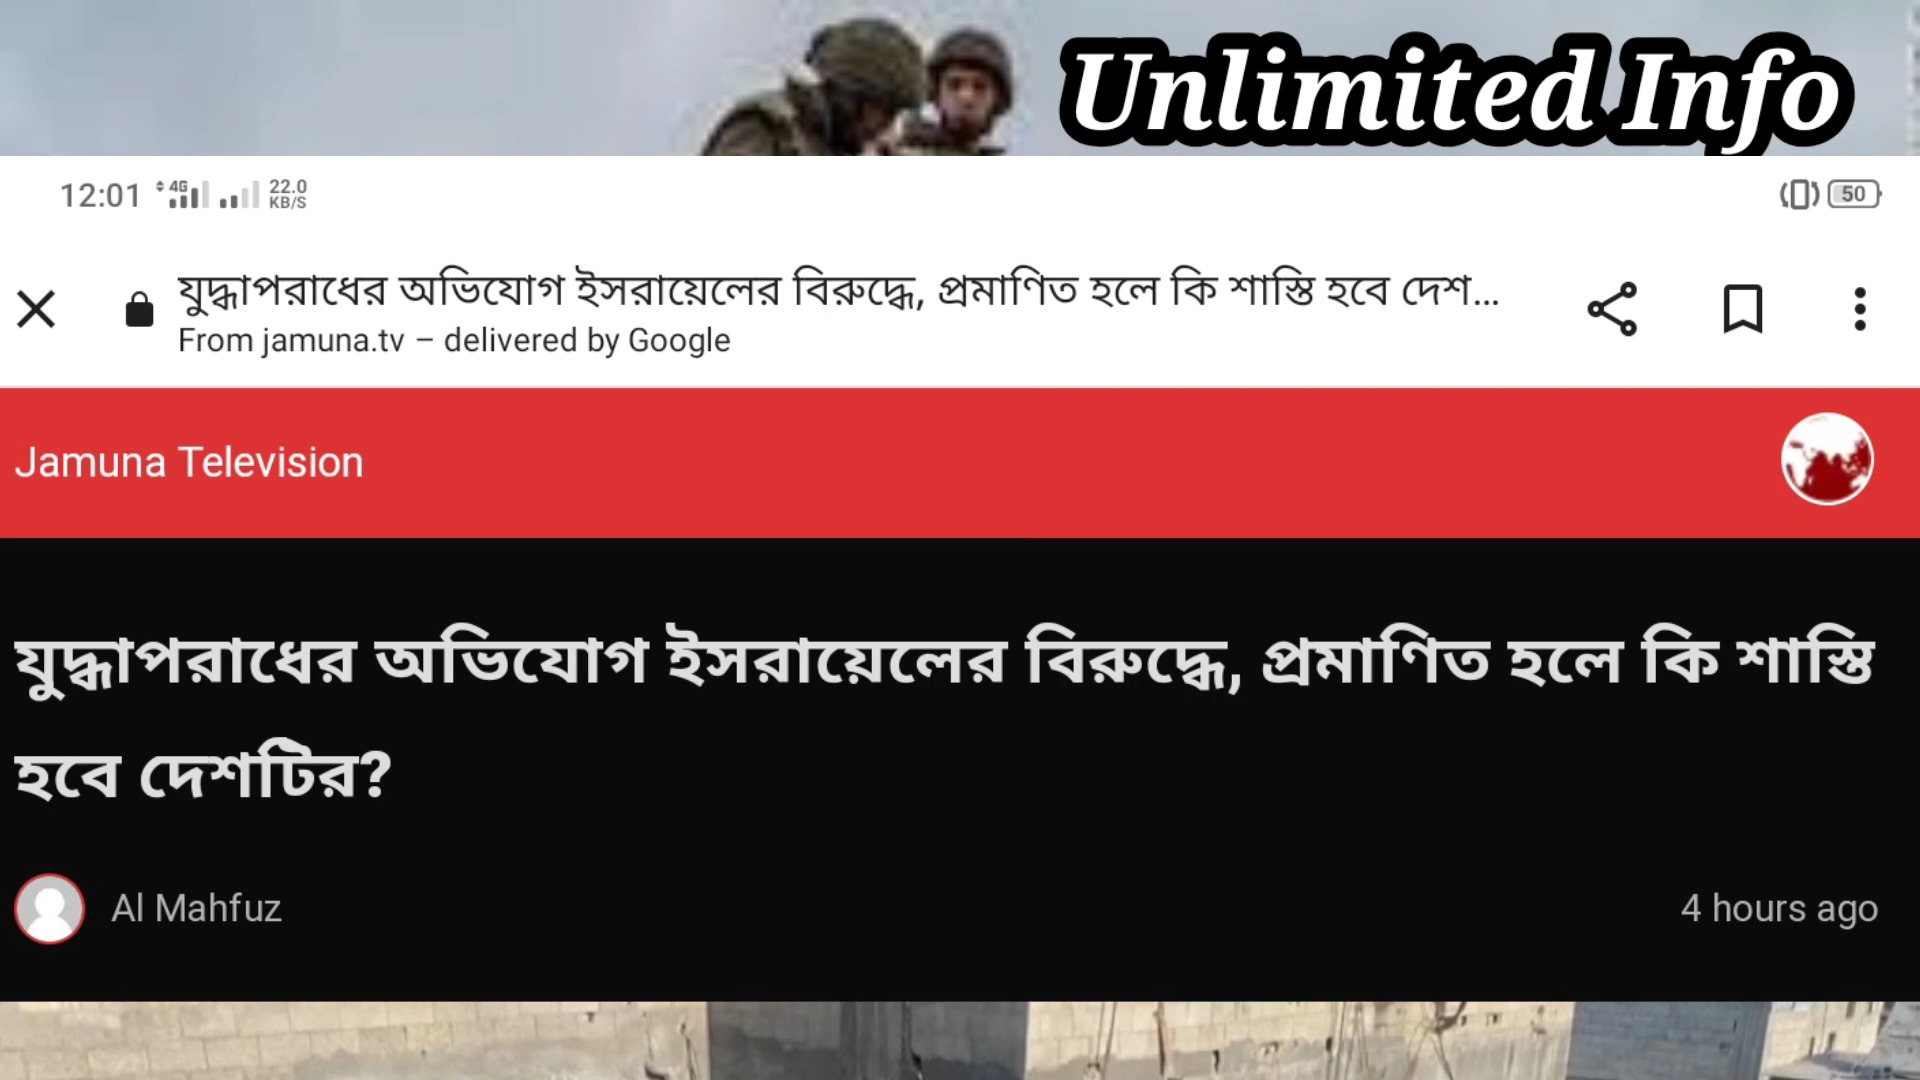 Unlimited Info
12:01 4G 22.0 KB/S 50
যুদ্ধাপরাধের অভিযোগ ইসরায়েলের বিরুদ্ধে, প্রমাণিত হলে কি শাস্তি হবে দেশ...
From jamuna.tv – delivered by Google
Jamuna Television
যুদ্ধাপরাধের অভিযোগ ইসরায়েলের বিরুদ্ধে, প্রমাণিত হলে কি শাস্তি
হবে দেশটির?
Al Mahfuz 4 hours ago